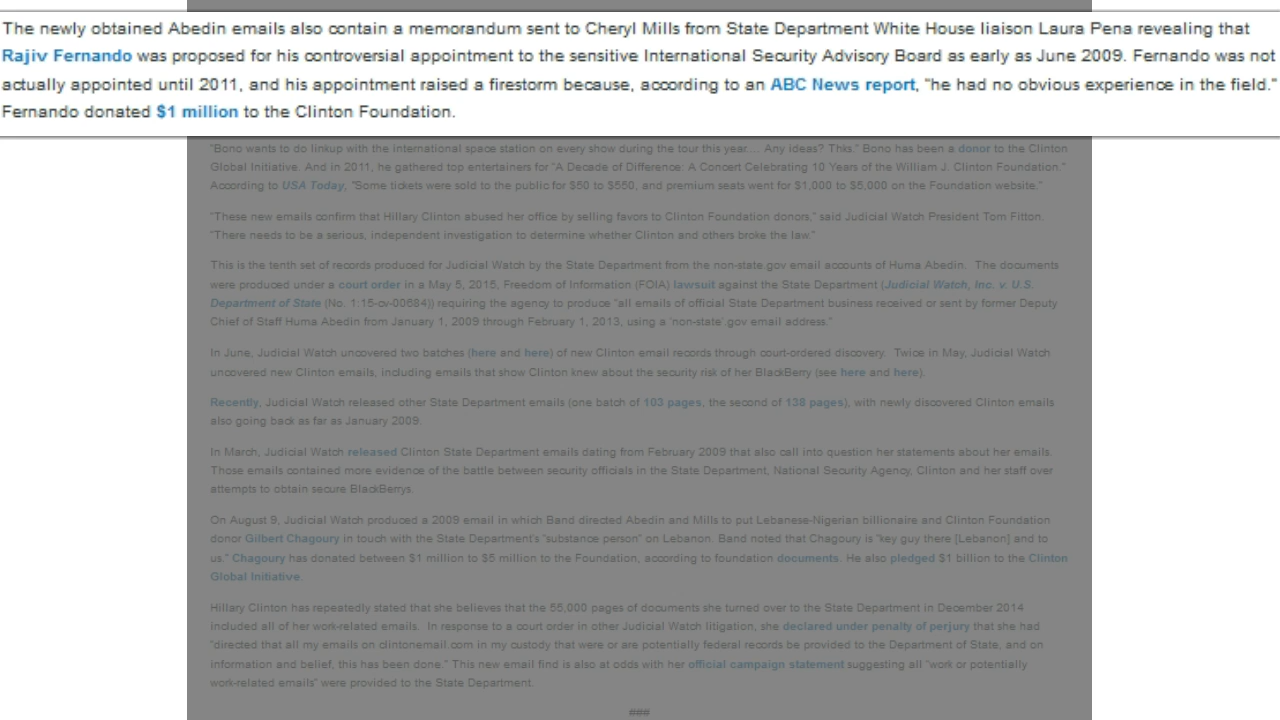 The newly obtained Abedin emails also contain a memorandum sent to Cheryl Mills from State Department White House liaison Laura Pena revealing that
Rajiv Fernando was proposed for his controversial appointment to the sensitive International Security Advisory Board as early as June 2009. Fernando was not
actually appointed until 2011, and his appointment raised a firestorm because, according to an ABC News report, "he had no obvious experience in the field."
Fernando donated $1 million to the Clinton Foundation.
"Bono wants to do linkup with the international space station on every show during the tour this year.... Any ideas? Thks." Bono has been a donor to the Clinton
Global Initiative. And in 2011, he gathered top entertainers for "A Decade of Difference: A Concert Celebrating 10 Years of the William J. Clinton Foundation."
According to USA Today, "Some tickets were sold to the public for $50 to $550, and premium seats went for $1,000 to $5,000 on the Foundation website."
"These new emails confirm that Hillary Clinton abused her office by selling favors to Clinton Foundation donors," said Judicial Watch President Tom Fitton.
"There needs to be a serious, independent investigation to determine whether Clinton and others broke the law."
This is the tenth set of records produced for Judicial Watch by the State Department from the non-state.gov email accounts of Huma Abedin.  The documents
were produced under a court order in a May 5, 2015, Freedom of Information (FOIA) lawsuit against the State Department (Judicial Watch, Inc. v. U.S.
Department of State (No. 1:15-cv-00684)) requiring the agency to produce "all emails of official State Department business received or sent by former Deputy
Chief of Staff Huma Abedin from January 1, 2009 through February 1, 2013, using a 'non-state'.gov email address."
In June, Judicial Watch uncovered two batches (here and here) of new Clinton email records through court-ordered discovery.  Twice in May, Judicial Watch
uncovered new Clinton emails, including emails that show Clinton knew about the security risk of her BlackBerry (see here and here).
Recently, Judicial Watch released other State Department emails (one batch of 103 pages, the second of 138 pages), with newly discovered Clinton emails
also going back as far as January 2009.
In March, Judicial Watch released Clinton State Department emails dating from February 2009 that also call into question her statements about her emails.
Those emails contained more evidence of the battle between security officials in the State Department, National Security Agency, Clinton and her staff over
attempts to obtain secure BlackBerrys.
On August 9, Judicial Watch produced a 2009 email in which Band directed Abedin and Mills to put Lebanese-Nigerian billionaire and Clinton Foundation
donor Gilbert Chagoury in touch with the State Department's "substance person" on Lebanon. Band noted that Chagoury is "key guy there [Lebanon] and to
us." Chagoury has donated between $1 million to $5 million to the Foundation, according to foundation documents. He also pledged $1 billion to the Clinton
Global Initiative.
Hillary Clinton has repeatedly stated that she believes that the 55,000 pages of documents she turned over to the State Department in December 2014
included all of her work-related emails.  In response to a court order in other Judicial Watch litigation, she declared under penalty of perjury that she had
"directed that all my emails on clintonemail.com in my custody that were or are potentially federal records be provided to the Department of State, and on
information and belief, this has been done." This new email find is also at odds with her official campaign statement suggesting all "work or potentially
work-related emails" were provided to the State Department.
###